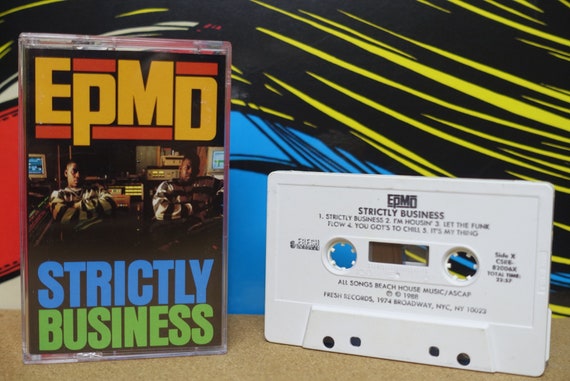 EPMD
STRICTLY
BUSINESS
EPMD
STRICTLY BUSINESS
1. STRICTLY BUSINESS 2. I'M HOUSIN' 3. LET THE FUNK
FLOW 4. YOU GOT'S TO CHILL 5. IT'S MY THING
FRESH
Side X
TOTAL TIME:
ALL SONGS BEACH HOUSE MUSIC/ASCAP
℗ © 1988
FRESH RECORDS, 1974 BROADWAY, NYC, NY 10023